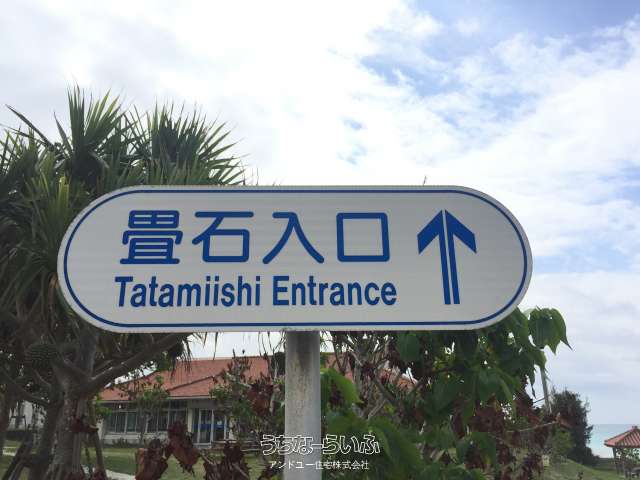 畳石入口
Tatamiishi Entrance
うちなーらいふ
アンドユー住宅株式会社